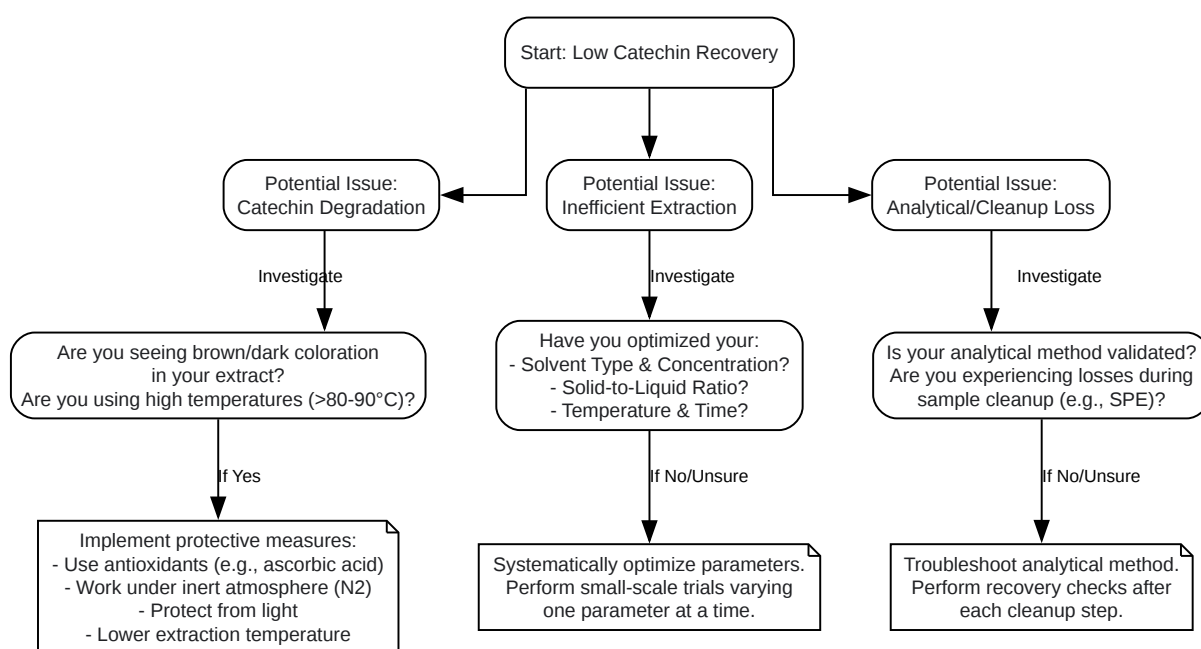 Start: Low Catechin Recovery
Potential Issue:
Catechin Degradation
Potential Issue:
Inefficient Extraction
Potential Issue:
Analytical/Cleanup Loss
Investigate
Investigate
Investigate
Are you seeing brown/dark coloration
in your extract?
Are you using high temperatures (>80-90°C)?
Have you optimized your:
- Solvent Type & Concentration?
- Solid-to-Liquid Ratio?
- Temperature & Time?
Is your analytical method validated?
Are you experiencing losses during
sample cleanup (e.g., SPE)?
If Yes
If No/Unsure
If No/Unsure
Implement protective measures:
- Use antioxidants (e.g., ascorbic acid)
- Work under inert atmosphere (N2)
- Protect from light
- Lower extraction temperature
Systematically optimize parameters.
Perform small-scale trials varying
one parameter at a time.
Troubleshoot analytical method.
Perform recovery checks after
each cleanup step.